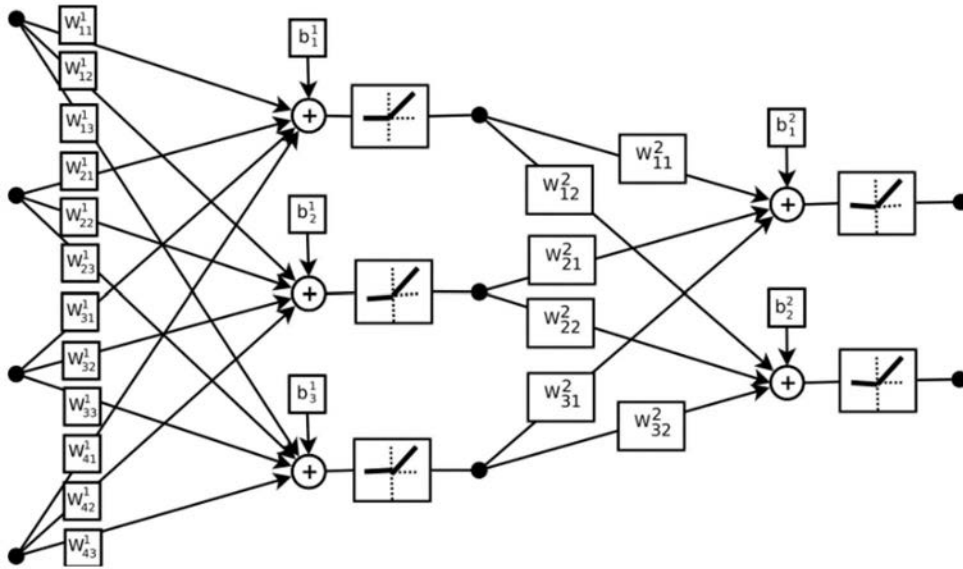 W¹₁₁
W¹₁₂
W¹₁₃
W¹₂₁
W¹₂₂
W¹₂₃
W¹₃₁
W¹₃₂
W¹₃₃
W¹₄₁
W¹₄₂
W¹₄₃
b¹₁
+
b¹₂
+
b¹₃
+
W²₁₁
W²₁₂
W²₂₁
W²₂₂
W²₃₁
W²₃₂
b²₁
+
b²₂
+